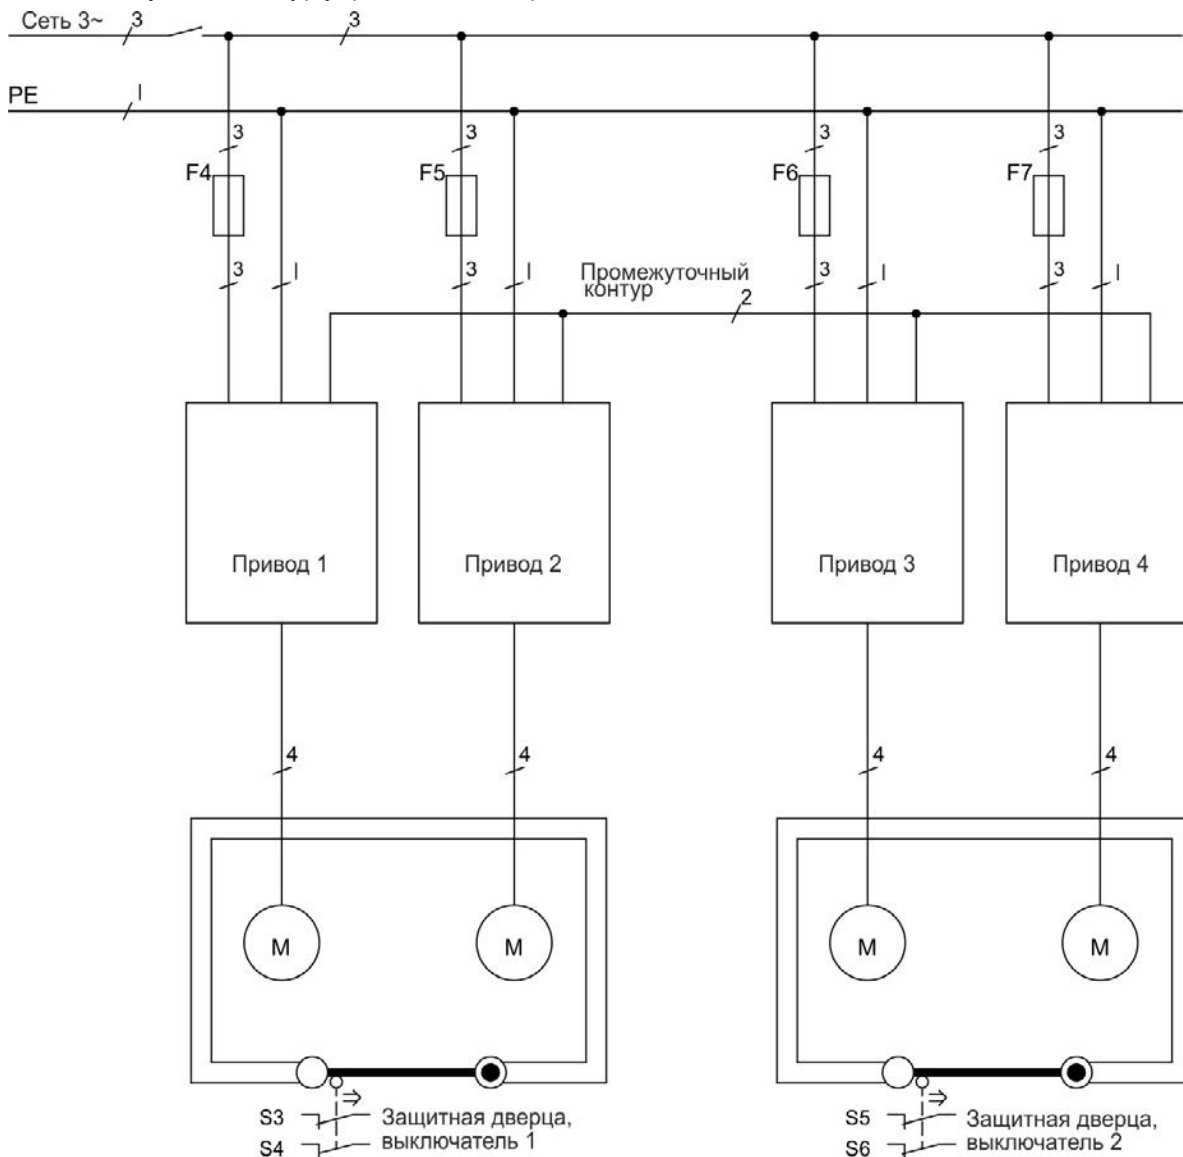 Сеть 3~ 3 3
PE I
3 3 3 3
F4 F5 F6 F7
3 I 3 I 3 I 3 I
Промежуточный
контур
2
Привод 1 Привод 2 Привод 3 Привод 4
4 4 4 4
M M M M
S3 Защитная дверца,
S4 выключатель 1
S5 Защитная дверца,
S6 выключатель 2